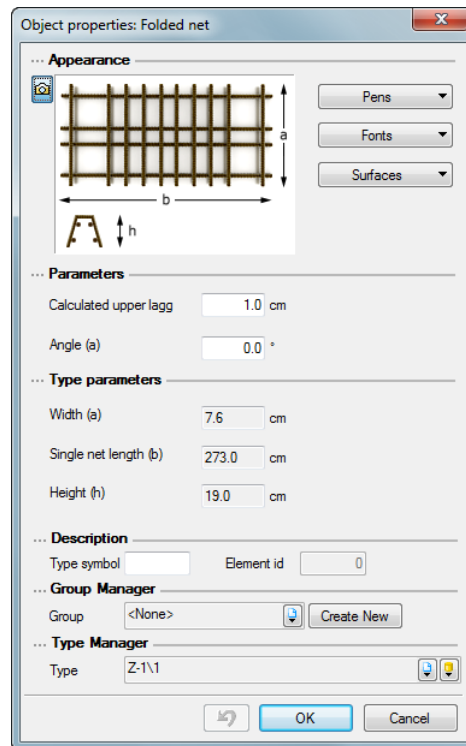 Object properties: Folded net
Appearance
Pens
a
Fonts
Surfaces
b
h
Parameters
Calculated upper lagg 1.0 cm
Angle (a) 0.0 °
Type parameters
Width (a) 7.6 cm
Single net length (b) 273.0 cm
Height (h) 19.0 cm
Description
Type symbol Element id 0
Group Manager
Group <None> Create New
Type Manager
Type Z-1\1
OK Cancel